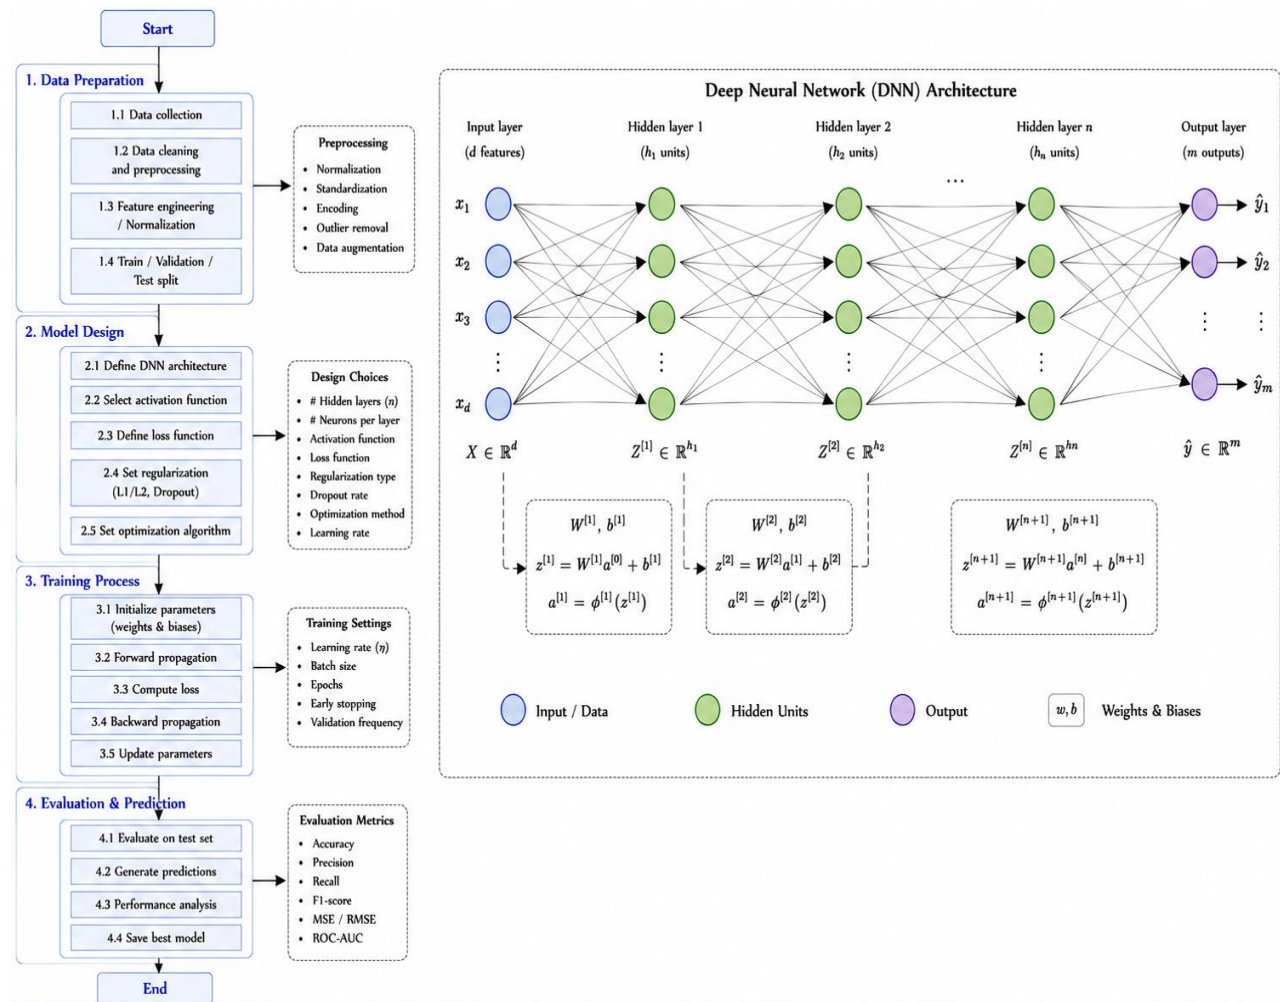 Start
1. Data Preparation
1.1 Data collection
1.2 Data cleaning
and preprocessing
1.3 Feature engineering
/ Normalization
1.4 Train / Validation /
Test split
Preprocessing
• Normalization
• Standardization
• Encoding
• Outlier removal
• Data augmentation
2. Model Design
2.1 Define DNN architecture
2.2 Select activation function
2.3 Define loss function
2.4 Set regularization
(L1/L2, Dropout)
2.5 Set optimization algorithm
Design Choices
• # Hidden layers (n)
• # Neurons per layer
• Activation function
• Loss function
• Regularization type
• Dropout rate
• Optimization method
• Learning rate
3. Training Process
3.1 Initialize parameters
(weights & biases)
3.2 Forward propagation
3.3 Compute loss
3.4 Backward propagation
3.5 Update parameters
Training Settings
• Learning rate (η)
• Batch size
• Epochs
• Early stopping
• Validation frequency
4. Evaluation & Prediction
4.1 Evaluate on test set
4.2 Generate predictions
4.3 Performance analysis
4.4 Save best model
Evaluation Metrics
• Accuracy
• Precision
• Recall
• F1-score
• MSE / RMSE
• ROC-AUC
End
Deep Neural Network (DNN) Architecture
Input layer
(d features)
Hidden layer 1
(h₁ units)
Hidden layer 2
(h₂ units)
...
Hidden layer n
(hₙ units)
Output layer
(m outputs)
x₁
x₂
x₃
⋮
x_d
ŷ₁
ŷ₂
⋮
ŷₘ
X ∈ ℝ^d
Z^[1] ∈ ℝ^h₁
Z^[2] ∈ ℝ^h₂
Z^[n] ∈ ℝ^hn
ŷ ∈ ℝ^m
W^[1], b^[1]
z^[1] = W^[1]a^[0] + b^[1]
a^[1] = ϕ^[1](z^[1])
W^[2], b^[2]
z^[2] = W^[2]a^[1] + b^[2]
a^[2] = ϕ^[2](z^[2])
W^[n+1], b^[n+1]
z^[n+1] = W^[n+1]a^[n] + b^[n+1]
a^[n+1] = ϕ^[n+1](z^[n+1])
Input / Data
Hidden Units
Output
w, b
Weights & Biases